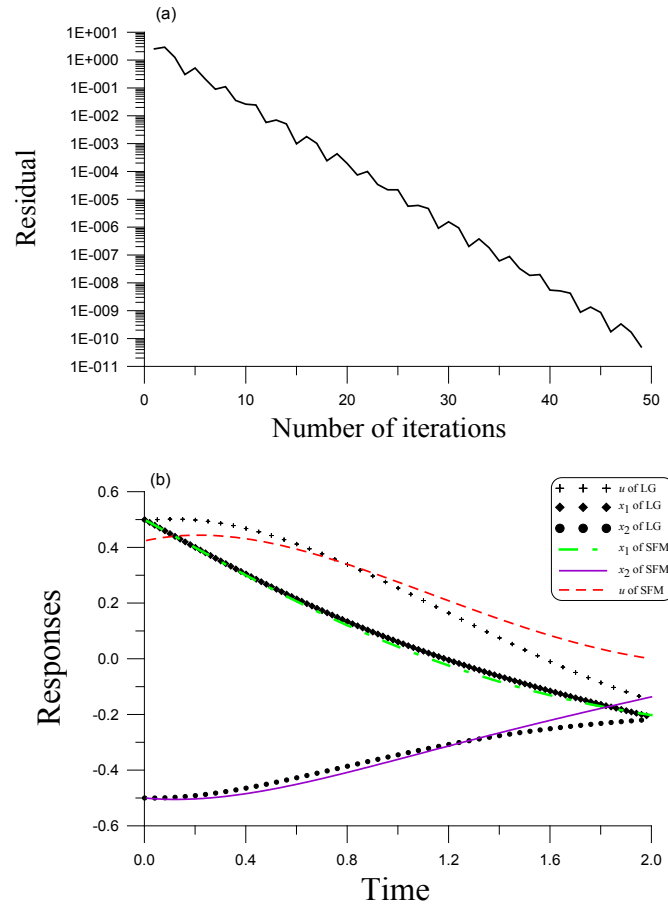 (a)
1E+001
1E+000
1E-001
1E-002
1E-003
1E-004
1E-005
1E-006
1E-007
1E-008
1E-009
1E-010
1E-011
Residual
0 10 20 30 40 50
Number of iterations
(b)
0.6
0.4
0.2
0.0
-0.2
-0.4
-0.6
Responses
u of LG
x1 of LG
x2 of LG
x1 of SFM
x2 of SFM
u of SFM
0.0 0.4 0.8 1.2 1.6 2.0
Time